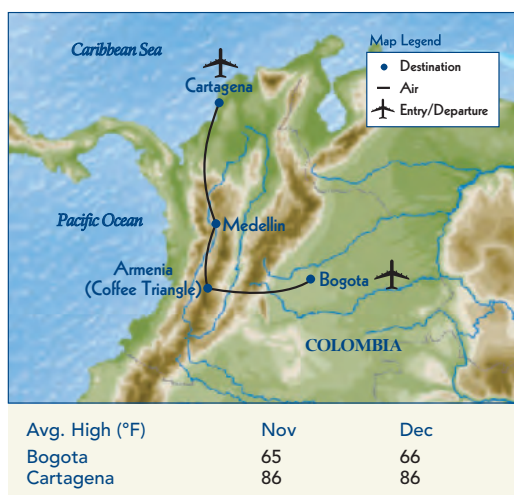 Caribbean Sea
Map Legend
Destination
Air
Entry/Departure
Cartagena
Pacific Ocean
Medellin
Armenia
(Coffee Triangle)
Bogota
COLOMBIA
Avg. High (°F) Nov Dec
Bogota 65 66
Cartagena 86 86